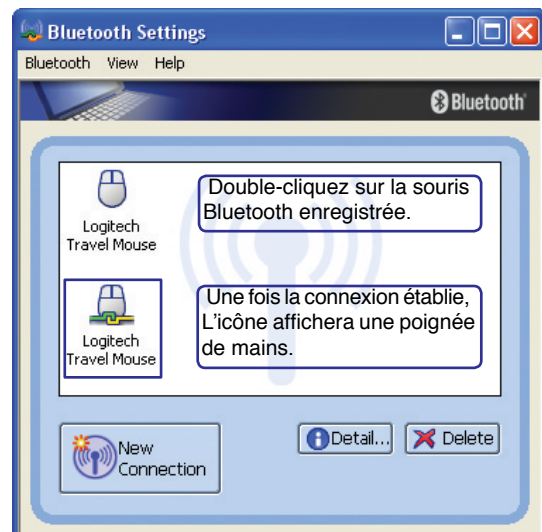 Bluetooth Settings
Bluetooth View Help
Bluetooth
Logitech
Travel Mouse
Double-cliquez sur la souris
Bluetooth enregistrée.
Logitech
Travel Mouse
Une fois la connexion établie,
L'icône affichera une poignée
de mains.
New
Connection
Detail...
Delete